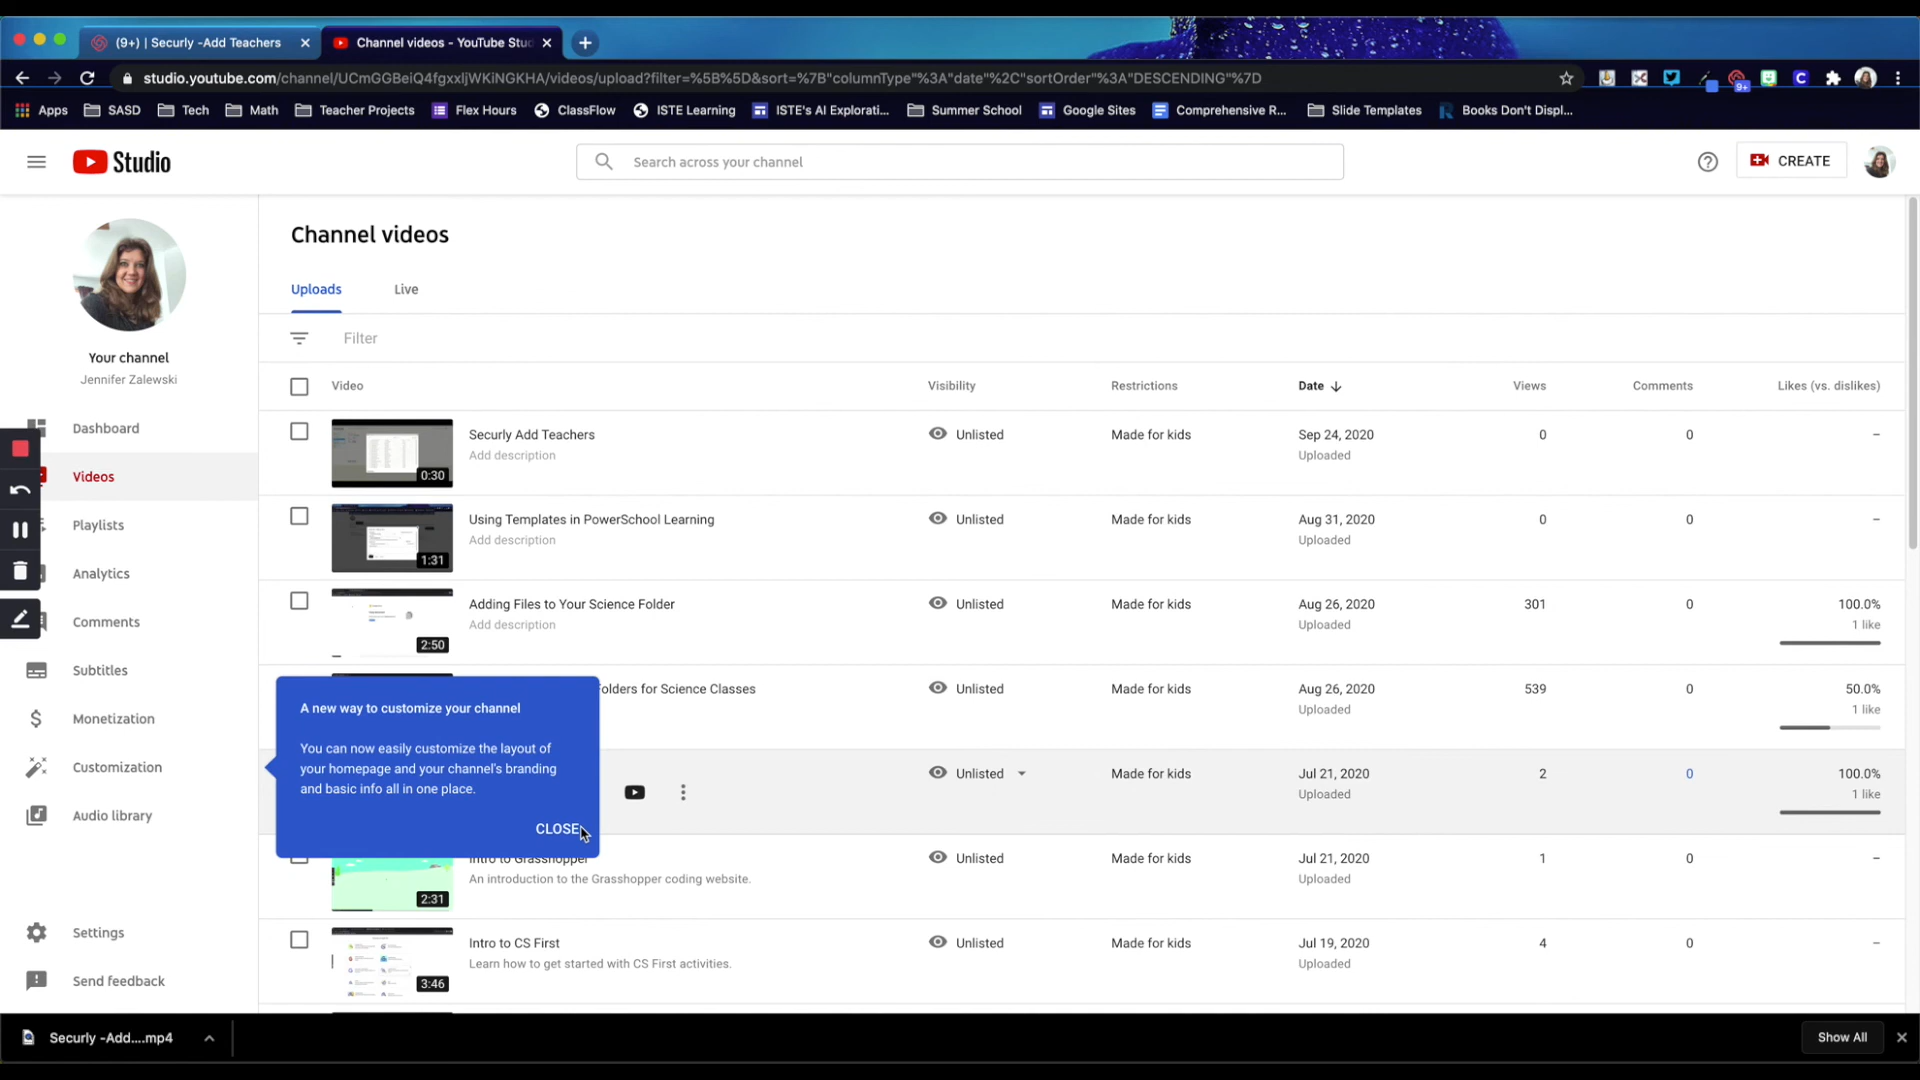 (9+) | Securly -Add Teachers
Channel videos - YouTube Stud
studio.youtube.com/channel/UCmGGBeiQ4fgxxljWKiNGKHA/videos/upload?filter=%5B%5D&sort=%7B"columnType"%3A"date"%2C"sortOrder"%3A"DESCENDING"%7D
9+
Apps SASD Tech Math Teacher Projects Flex Hours ClassFlow ISTE Learning ISTE's AI Explorati... Summer School Google Sites Comprehensive R... Slide Templates Books Don't Displ...
Studio
Search across your channel
CREATE
Channel videos
Uploads Live
Filter
Your channel
Jennifer Zalewski
Dashboard
Videos
Playlists
Analytics
Comments
Subtitles
Monetization
Customization
Audio library
Settings
Send feedback
Video Visibility Restrictions Date Views Comments Likes (vs. dislikes)
0:30
Securly Add Teachers Unlisted Made for kids Sep 24, 2020 0 0 –
Add description Uploaded
1:31
Using Templates in PowerSchool Learning Unlisted Made for kids Aug 31, 2020 0 0 –
Add description Uploaded
2:50
Adding Files to Your Science Folder Unlisted Made for kids Aug 26, 2020 301 0 100.0%
Add description Uploaded 1 like
olders for Science Classes Unlisted Made for kids Aug 26, 2020 539 0 50.0%
Uploaded 1 like
A new way to customize your channel
You can now easily customize the layout of
your homepage and your channel's branding
and basic info all in one place.
CLOSE
Unlisted Made for kids Jul 21, 2020 2 0 100.0%
Uploaded 1 like
2:31
Intro to Grasshopper Unlisted Made for kids Jul 21, 2020 1 0 –
An introduction to the Grasshopper coding website. Uploaded
3:46
Intro to CS First Unlisted Made for kids Jul 19, 2020 4 0 –
Learn how to get started with CS First activities. Uploaded
Securly -Add....mp4
Show All